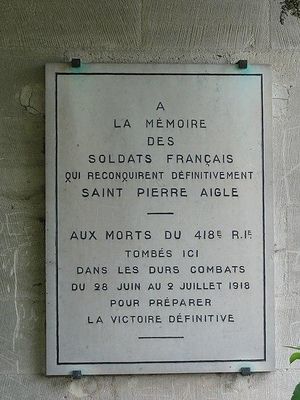 A
LA MÉMOIRE
DES
SOLDATS FRANÇAIS
QUI RECONQUIRENT DÉFINITIVEMENT
SAINT PIERRE AIGLE
AUX MORTS DU 418E R.IE
TOMBÉS ICI
DANS LES DURS COMBATS
DU 28 JUIN AU 2 JUILLET 1918
POUR PRÉPARER
LA VICTOIRE DÉFINITIVE